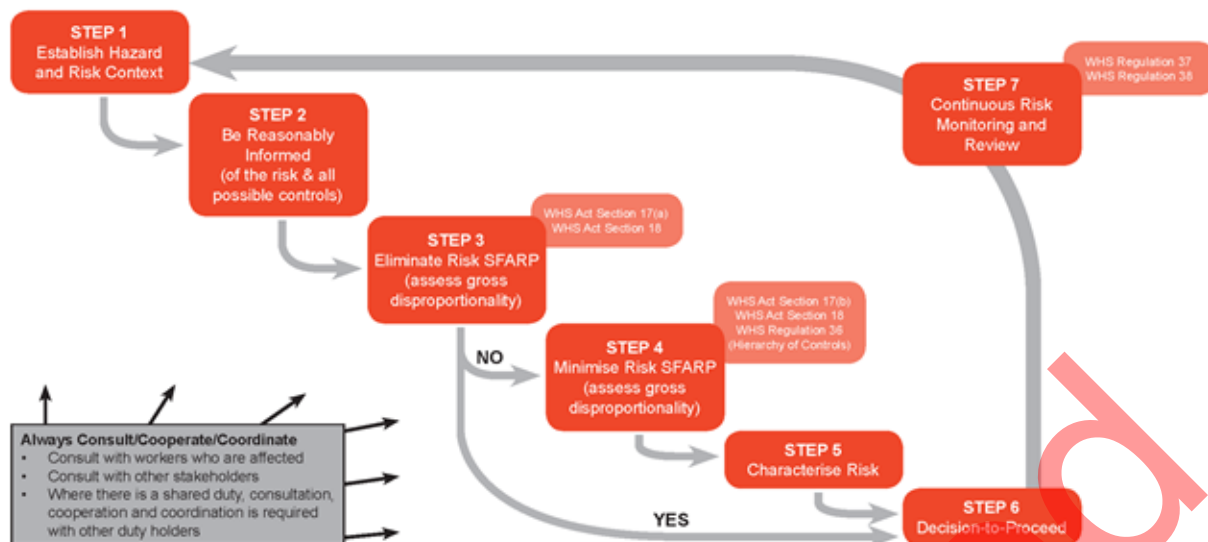 STEP 1
Establish Hazard
and Risk Context
STEP 2
Be Reasonably
Informed
(of the risk & all
possible controls)
WHS Act Section 17(a)
WHS Act Section 18
STEP 3
Eliminate Risk SFARP
(assess gross
disproportionality)
NO
WHS Act Section 17(b)
WHS Act Section 18
WHS Regulation 36
(Hierarchy of Controls)
STEP 4
Minimise Risk SFARP
(assess gross
disproportionality)
STEP 5
Characterise Risk
YES
STEP 6
Decision-to-Proceed
WHS Regulation 37
WHS Regulation 38
STEP 7
Continuous Risk
Monitoring and
Review
Always Consult/Cooperate/Coordinate
• Consult with workers who are affected
• Consult with other stakeholders
• Where there is a shared duty, consultation,
cooperation and coordination is required
with other duty holders
d